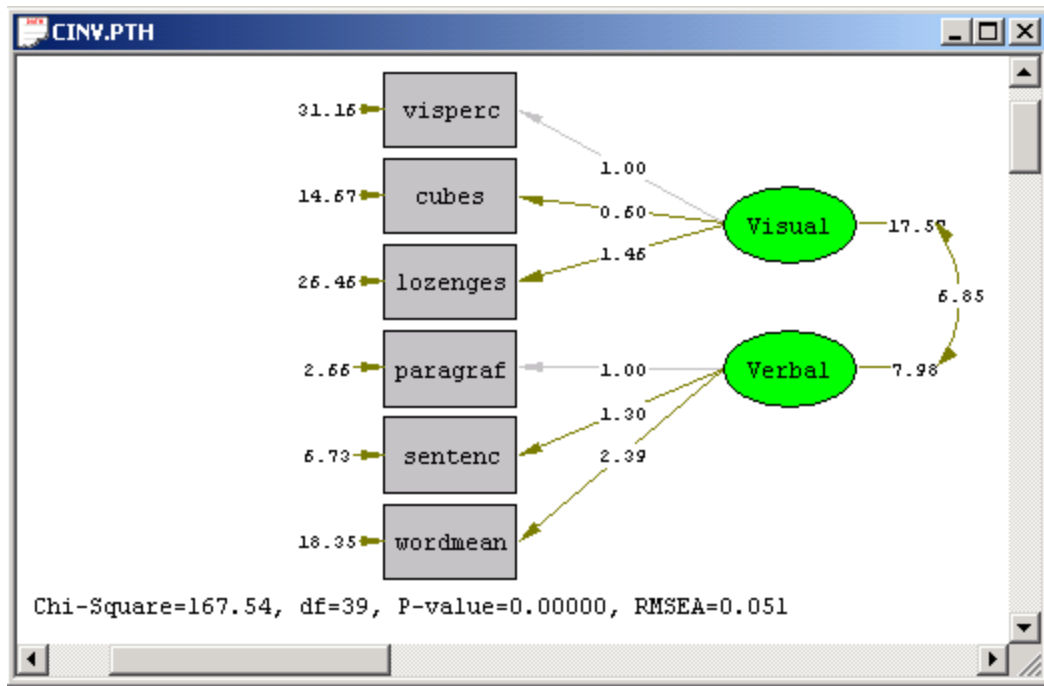 CINV.PTH
31.16 visperc
1.00
14.67 cubes
0.60
Visual 17.57
1.46
26.46 lozenges
6.85
2.66 paragraf
1.00
Verbal 7.98
1.30
6.73 sentenc
2.39
18.35 wordmean
Chi-Square=167.54, df=39, P-value=0.00000, RMSEA=0.051